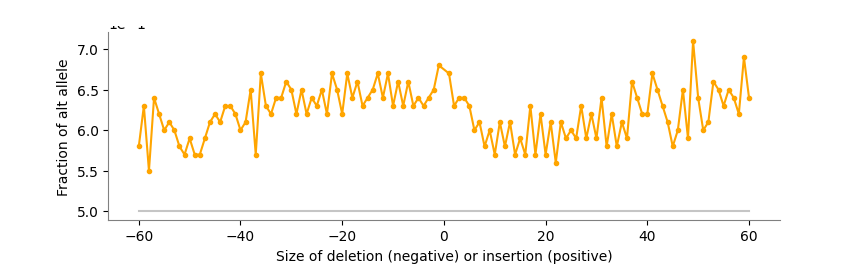 7.0
6.5
6.0
5.5
5.0
Fraction of alt allele
−60 −40 −20 0 20 40 60
Size of deletion (negative) or insertion (positive)